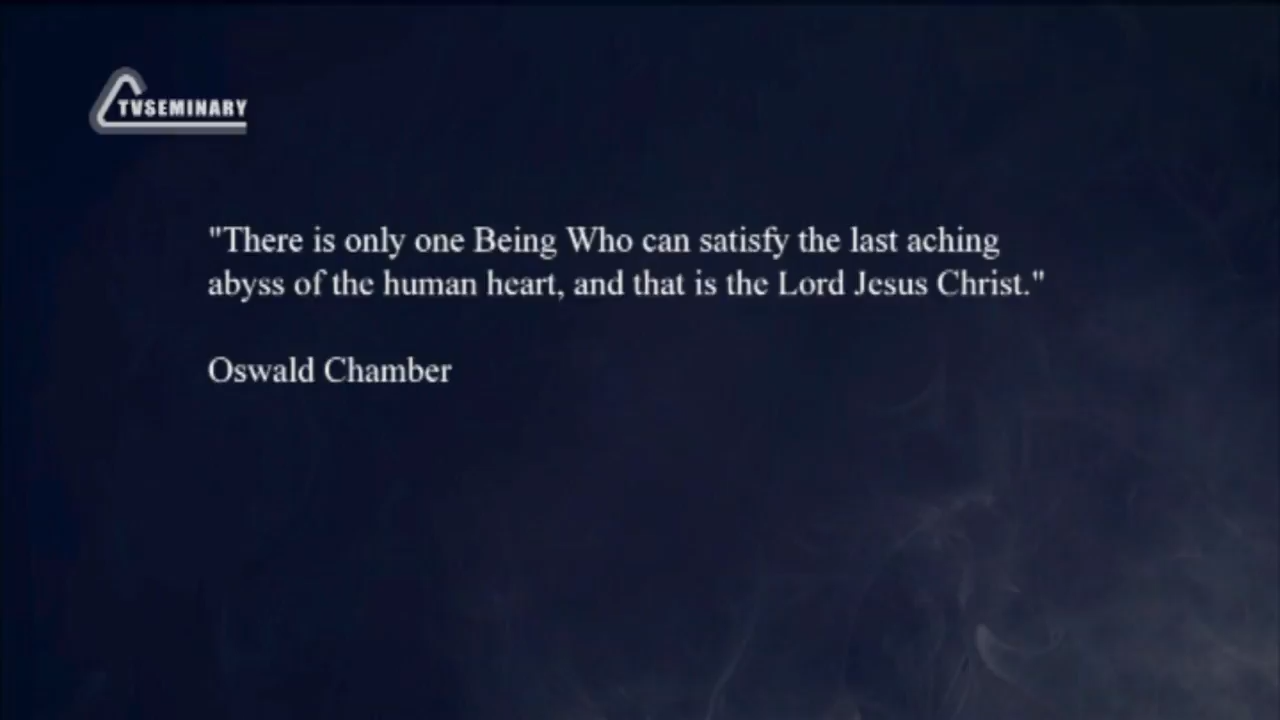 TVSEMINARY
"There is only one Being Who can satisfy the last aching
abyss of the human heart, and that is the Lord Jesus Christ."
Oswald Chamber